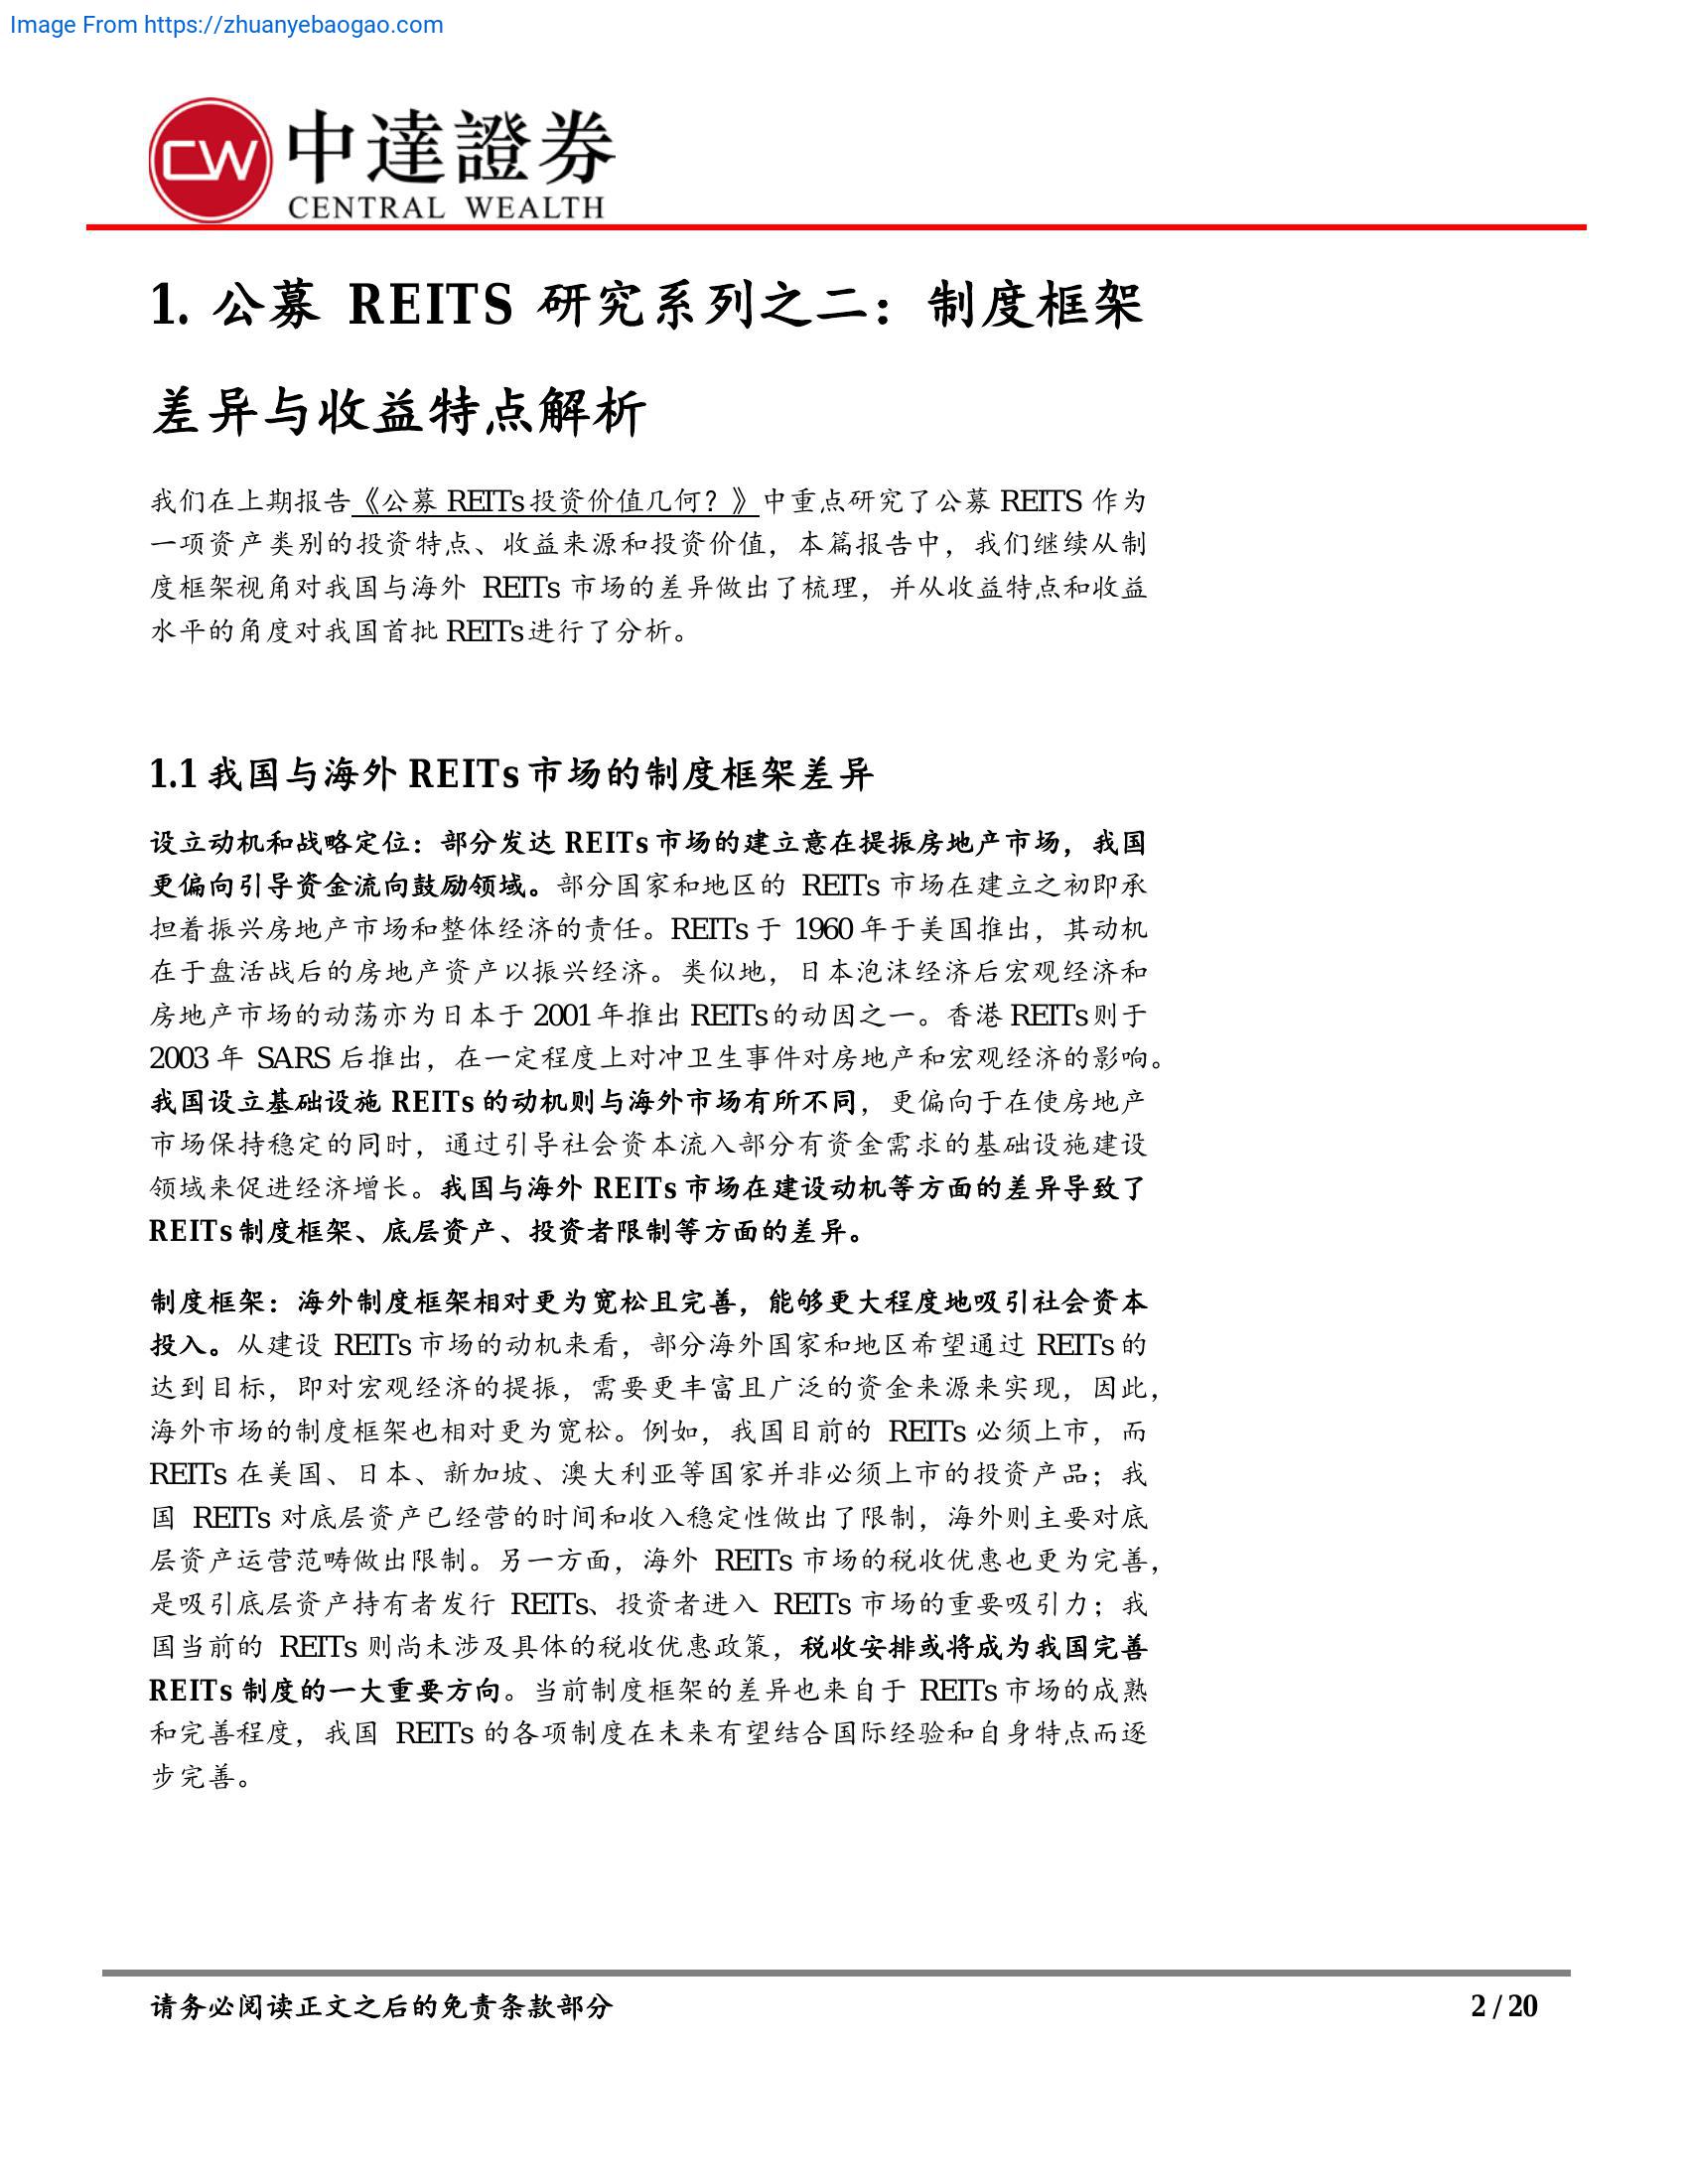 Image From https://zhuanyebaogao.com
CW
中達證券
CENTRAL WEALTH
1. 公募 REITS 研究系列之二：制度框架
差异与收益特点解析
我们在上期报告《公募 REITs 投资价值几何？》中重点研究了公募 REITS 作为
一项资产类别的投资特点、收益来源和投资价值，本篇报告中，我们继续从制
度框架视角对我国与海外 REITs 市场的差异做出了梳理，并从收益特点和收益
水平的角度对我国首批 REITs 进行了分析。
1.1 我国与海外 REITs 市场的制度框架差异
设立动机和战略定位：部分发达 REITs 市场的建立意在提振房地产市场，我国
更偏向引导资金流向鼓励领域。部分国家和地区的 REITs 市场在建立之初即承
担着振兴房地产市场和整体经济的责任。REITs 于 1960 年于美国推出，其动机
在于盘活战后的房地产资产以振兴经济。类似地，日本泡沫经济后宏观经济和
房地产市场的动荡亦为日本于 2001 年推出 REITs 的动因之一。香港 REITs 则于
2003 年 SARS 后推出，在一定程度上对冲卫生事件对房地产和宏观经济的影响。
我国设立基础设施 REITs 的动机则与海外市场有所不同，更偏向于在使房地产
市场保持稳定的同时，通过引导社会资本流入部分有资金需求的基础设施建设
领域来促进经济增长。我国与海外 REITs 市场在建设动机等方面的差异导致了
REITs 制度框架、底层资产、投资者限制等方面的差异。
制度框架：海外制度框架相对更为宽松且完善，能够更大程度地吸引社会资本
投入。从建设 REITs 市场的动机来看，部分海外国家和地区希望通过 REITs 的
达到目标，即对宏观经济的提振，需要更丰富且广泛的资金来源来实现，因此，
海外市场的制度框架也相对更为宽松。例如，我国目前的 REITs 必须上市，而
REITs 在美国、日本、新加坡、澳大利亚等国家并非必须上市的投资产品；我
国 REITs 对底层资产已经营的时间和收入稳定性做出了限制，海外则主要对底
层资产运营范畴做出限制。另一方面，海外 REITs 市场的税收优惠也更为完善，
是吸引底层资产持有者发行 REITs、投资者进入 REITs 市场的重要吸引力；我
国当前的 REITs 则尚未涉及具体的税收优惠政策，税收安排或将成为我国完善
REITs 制度的一大重要方向。当前制度框架的差异也来自于 REITs 市场的成熟
和完善程度，我国 REITs 的各项制度在未来有望结合国际经验和自身特点而逐
步完善。
请务必阅读正文之后的免责条款部分
2 / 20